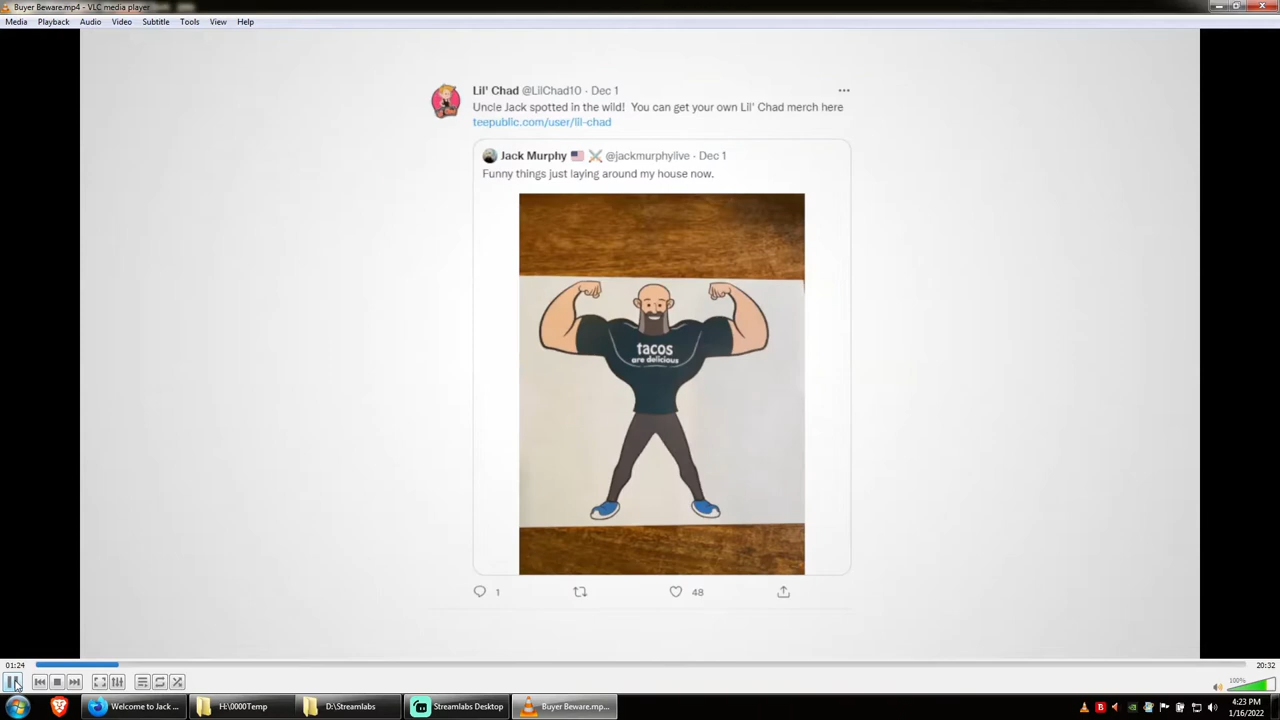 Buyer Beware.mp4 - VLC media player
Media Playback Audio Video Subtitle Tools View Help
Lil' Chad @LilChad10 · Dec 1
Uncle Jack spotted in the wild! You can get your own Lil' Chad merch here
teepublic.com/user/lil-chad
Jack Murphy @jackmurphylive · Dec 1
Funny things just laying around my house now.
tacos
are delicious
1 48
01:24 20:32
100%
Welcome to Jack ... H:\0000Temp D:\Streamlabs Streamlabs Desktop Buyer Beware.mp...
4:23 PM
1/16/2022